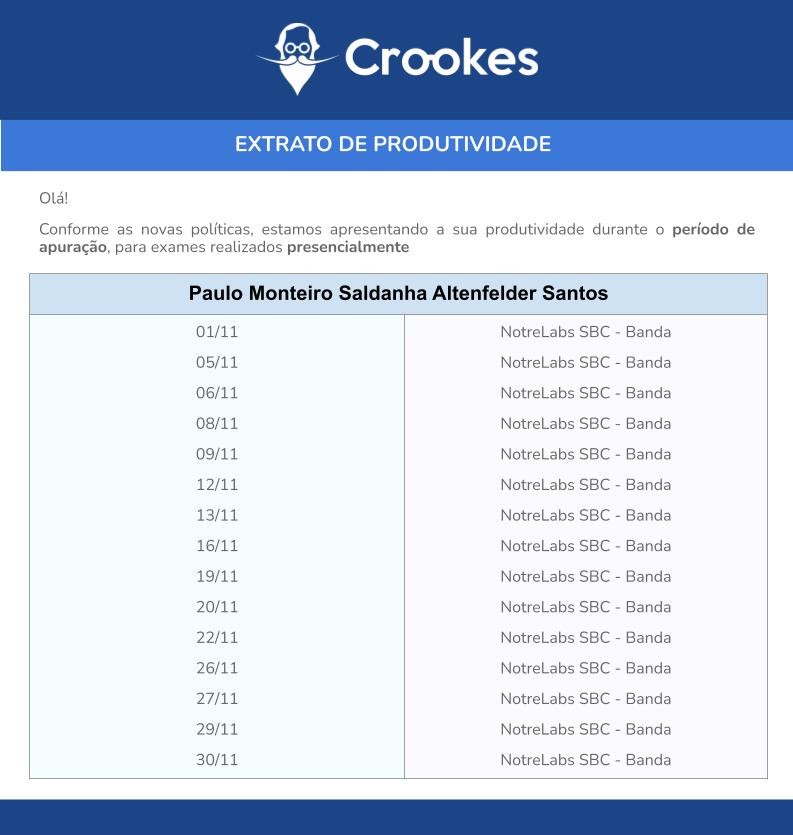 Crookes
EXTRATO DE PRODUTIVIDADE
Olá!
Conforme as novas políticas, estamos apresentando a sua produtividade durante o período de
apuração, para exames realizados presencialmente
Paulo Monteiro Saldanha Altenfelder Santos
01/11 NotreLabs SBC - Banda
05/11 NotreLabs SBC - Banda
06/11 NotreLabs SBC - Banda
08/11 NotreLabs SBC - Banda
09/11 NotreLabs SBC - Banda
12/11 NotreLabs SBC - Banda
13/11 NotreLabs SBC - Banda
16/11 NotreLabs SBC - Banda
19/11 NotreLabs SBC - Banda
20/11 NotreLabs SBC - Banda
22/11 NotreLabs SBC - Banda
26/11 NotreLabs SBC - Banda
27/11 NotreLabs SBC - Banda
29/11 NotreLabs SBC - Banda
30/11 NotreLabs SBC - Banda